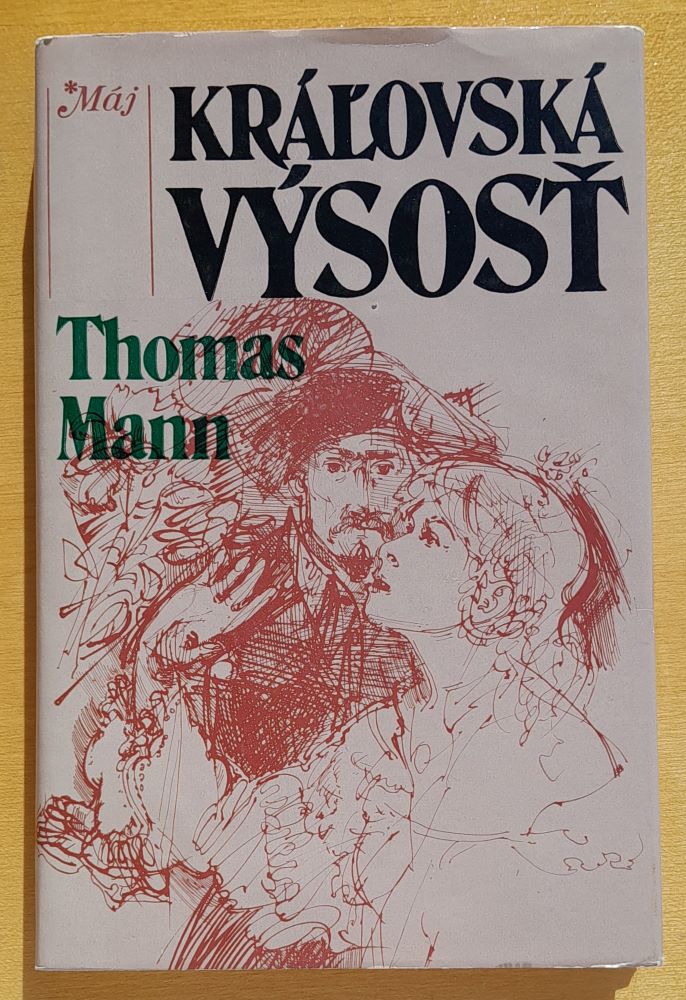 *Máj
KRÁĽOVSKÁ
VÝSOSŤ
Thomas
Mann